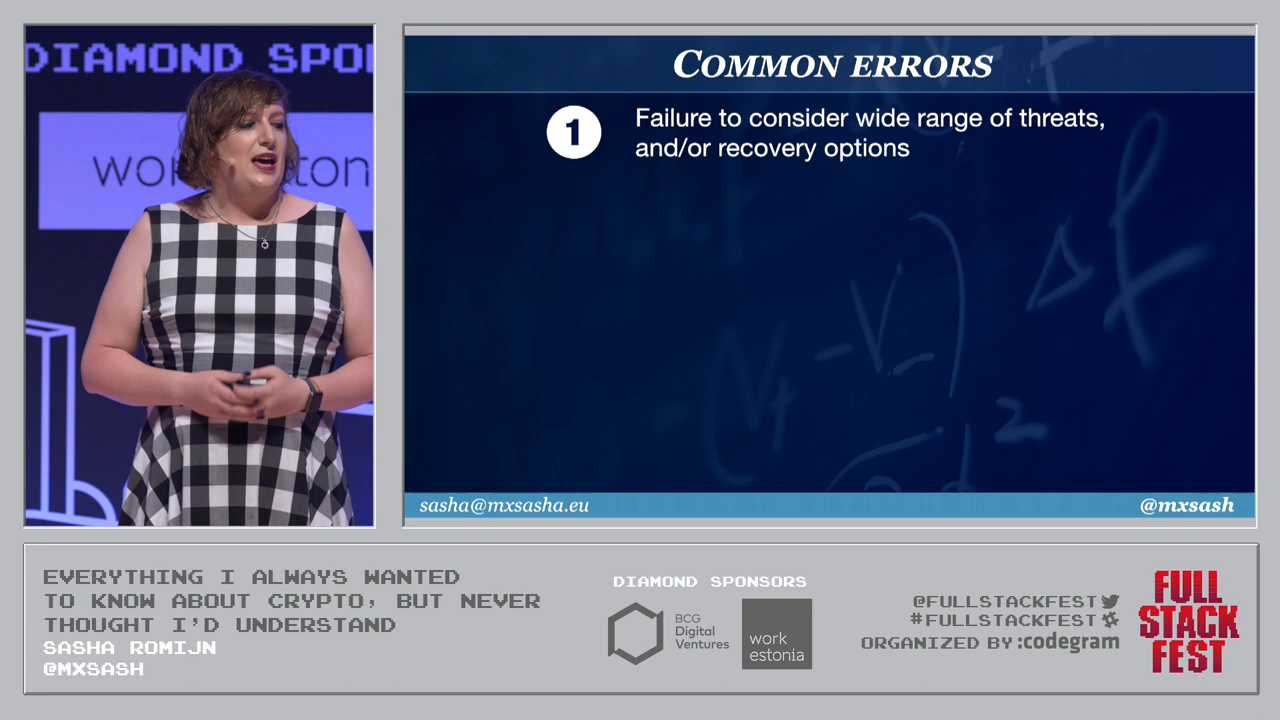 DIAMOND SPO
COMMON ERRORS
1
Failure to consider wide range of threats,
and/or recovery options
sasha@mxsasha.eu
@mxsash
EVERYTHING I ALWAYS WANTED
TO KNOW ABOUT CRYPTO, BUT NEVER
THOUGHT I'D UNDERSTAND
SASHA ROMIJN
@MXSASH
DIAMOND SPONSORS
BCG
Digital
Ventures
work
estonia
@FULLSTACKFEST
#FULLSTACKFEST
ORGANIZED BY :codegram
FULL
STACK
FEST